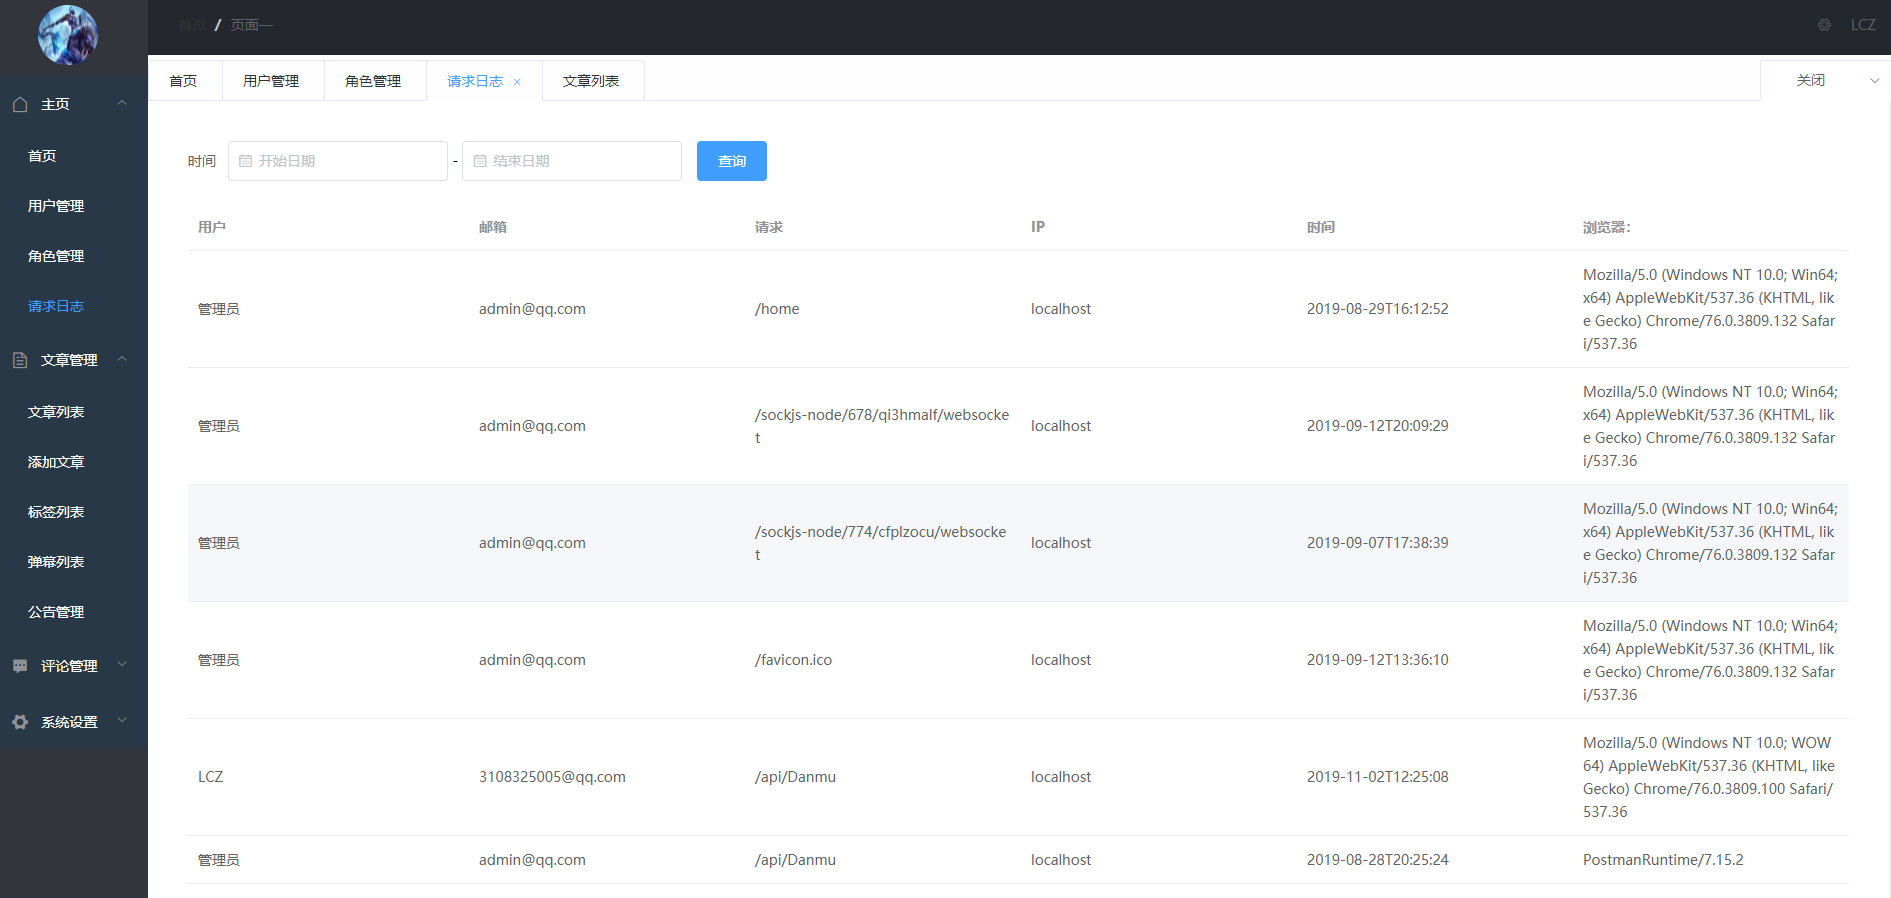 首页 / 页面一
LCZ
主页
首页
用户管理
角色管理
请求日志
文章管理
文章列表
添加文章
标签列表
弹幕列表
公告管理
评论管理
系统设置
首页 用户管理 角色管理 请求日志 × 文章列表 关闭
时间 开始日期 - 结束日期 查询
用户 邮箱 请求 IP 时间 浏览器:
管理员 admin@qq.com /home localhost 2019-08-29T16:12:52
Mozilla/5.0 (Windows NT 10.0; Win64;
x64) AppleWebKit/537.36 (KHTML, lik
e Gecko) Chrome/76.0.3809.132 Safar
i/537.36
管理员 admin@qq.com
/sockjs-node/678/qi3hmalf/websocke
t
localhost 2019-09-12T20:09:29
Mozilla/5.0 (Windows NT 10.0; Win64;
x64) AppleWebKit/537.36 (KHTML, lik
e Gecko) Chrome/76.0.3809.132 Safar
i/537.36
管理员 admin@qq.com
/sockjs-node/774/cfplzocu/websocke
t
localhost 2019-09-07T17:38:39
Mozilla/5.0 (Windows NT 10.0; Win64;
x64) AppleWebKit/537.36 (KHTML, lik
e Gecko) Chrome/76.0.3809.132 Safar
i/537.36
管理员 admin@qq.com /favicon.ico localhost 2019-09-12T13:36:10
Mozilla/5.0 (Windows NT 10.0; Win64;
x64) AppleWebKit/537.36 (KHTML, lik
e Gecko) Chrome/76.0.3809.132 Safar
i/537.36
LCZ 3108325005@qq.com /api/Danmu localhost 2019-11-02T12:25:08
Mozilla/5.0 (Windows NT 10.0; WOW
64) AppleWebKit/537.36 (KHTML, like
Gecko) Chrome/76.0.3809.100 Safari/
537.36
管理员 admin@qq.com /api/Danmu localhost 2019-08-28T20:25:24 PostmanRuntime/7.15.2